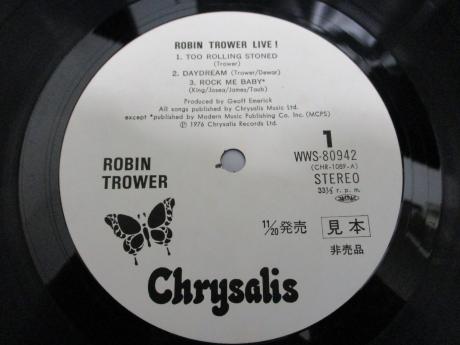 ROBIN TROWER LIVE!
1. TOO ROLLING STONED
(Trower)
2. DAYDREAM (Trower/Dewar)
3. ROCK ME BABY*
(King/Josea/James/Taub)
Produced by Geoff Emerick
All songs published by Chrysalis Music Ltd.
except *published by Modern Music Publishing Co. Inc. (MCPS)
Ⓟ 1976 Chrysalis Records Ltd.
1
WWS-80942
(CHR-1089-A)
STEREO
33⅓ r. p. m.
ROBIN
TROWER
11/20 発売
見本
非売品
Chrysalis